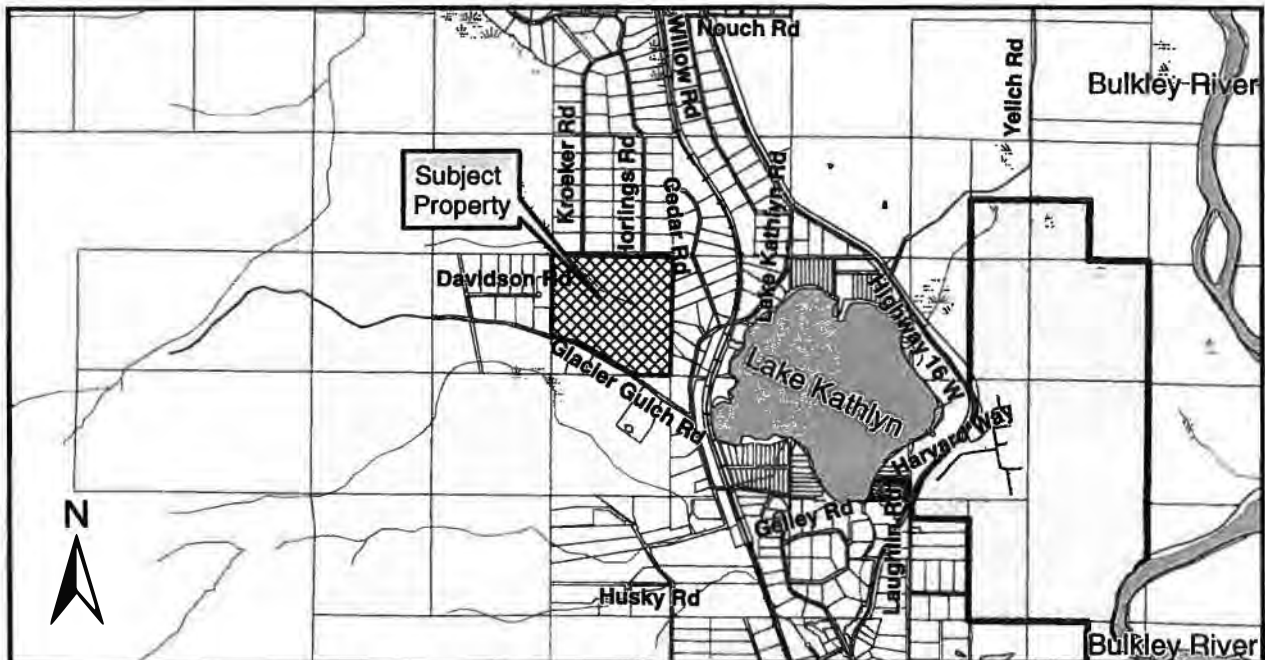 Nouch Rd
Willow Rd
Yelich Rd
Bulkley River
Kroeker Rd
Horlings Rd
Subject
Property
Cedar Rd
Lake Kathlyn Rd
Davidson Rd
Highway 16 W
Lake Kathlyn
Glacier Gulch Rd
Harvard Way
N
Gelley Rd
Laughlin Rd
Husky Rd
Bulkley River